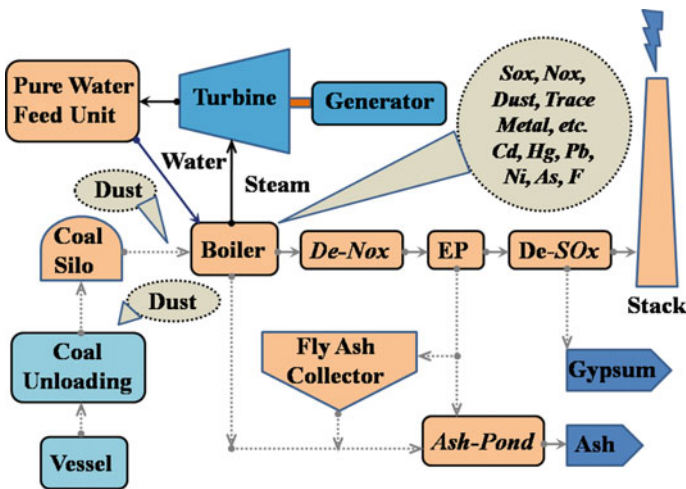 Pure Water
Feed Unit
Turbine
Generator
Sox, Nox,
Dust, Trace
Metal, etc.
Cd, Hg, Pb,
Ni, As, F
Water
Steam
Dust
Coal
Silo
Boiler
De-Nox
EP
De-SOx
Stack
Dust
Coal
Unloading
Fly Ash
Collector
Gypsum
Vessel
Ash-Pond
Ash